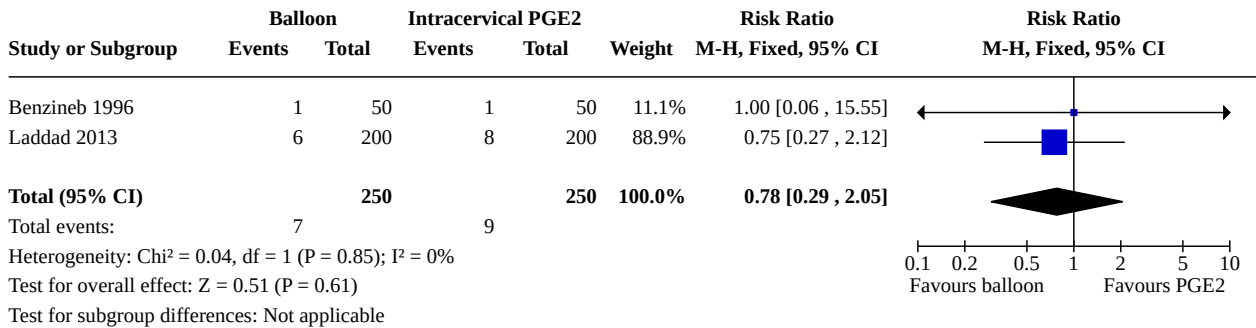 Balloon Intracervical PGE2 Risk Ratio Risk Ratio
Study or Subgroup Events Total Events Total Weight M-H, Fixed, 95% CI M-H, Fixed, 95% CI
Benzineb 1996 1 50 1 50 11.1% 1.00 [0.06 , 15.55]
Laddad 2013 6 200 8 200 88.9% 0.75 [0.27 , 2.12]
Total (95% CI) 250 250 100.0% 0.78 [0.29 , 2.05]
Total events: 7 9
Heterogeneity: Chi² = 0.04, df = 1 (P = 0.85); I² = 0%
0.1 0.2 0.5 1 2 5 10
Test for overall effect: Z = 0.51 (P = 0.61) Favours balloon Favours PGE2
Test for subgroup differences: Not applicable